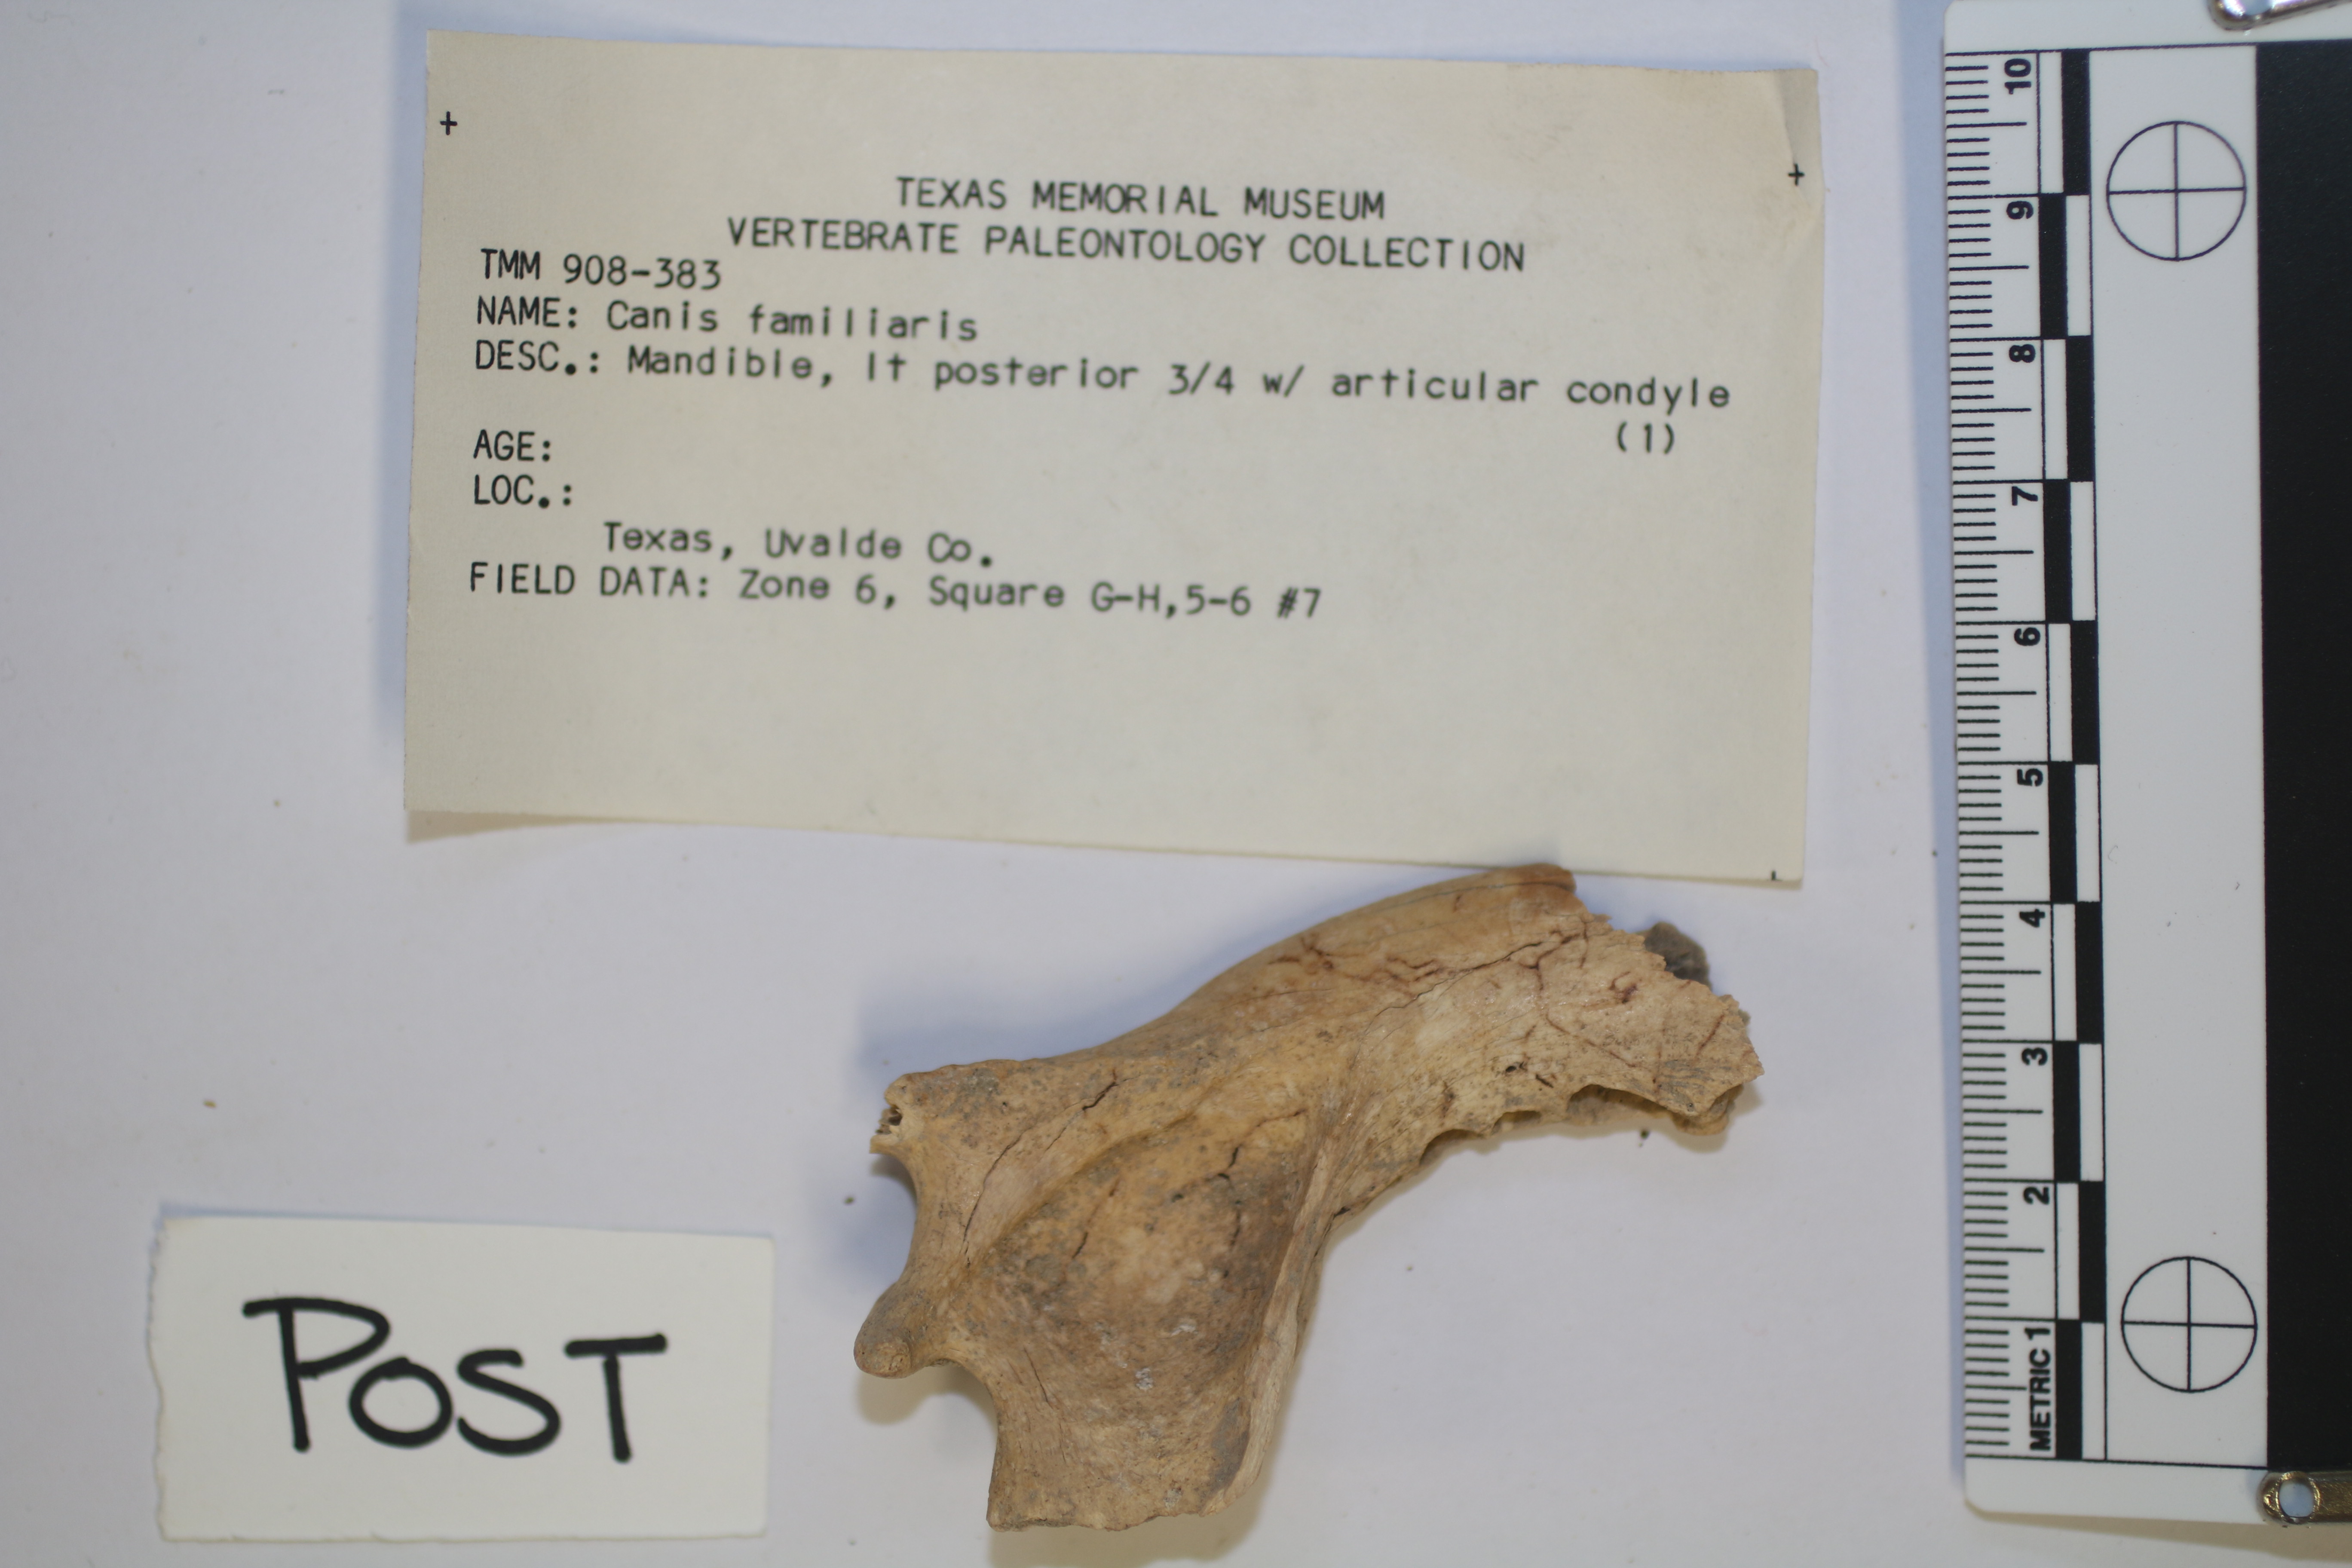 TEXAS MEMORIAL MUSEUM
VERTEBRATE PALEONTOLOGY COLLECTION
TMM 908-383
NAME: Canis familiaris
DESC.: Mandible, lt posterior 3/4 w/ articular condyle
(1)
AGE:
LOC.:
Texas, Uvalde Co.
FIELD DATA: Zone 6, Square G-H,5-6 #7
POST
10
9
8
7
6
5
4
3
2
METRIC 1